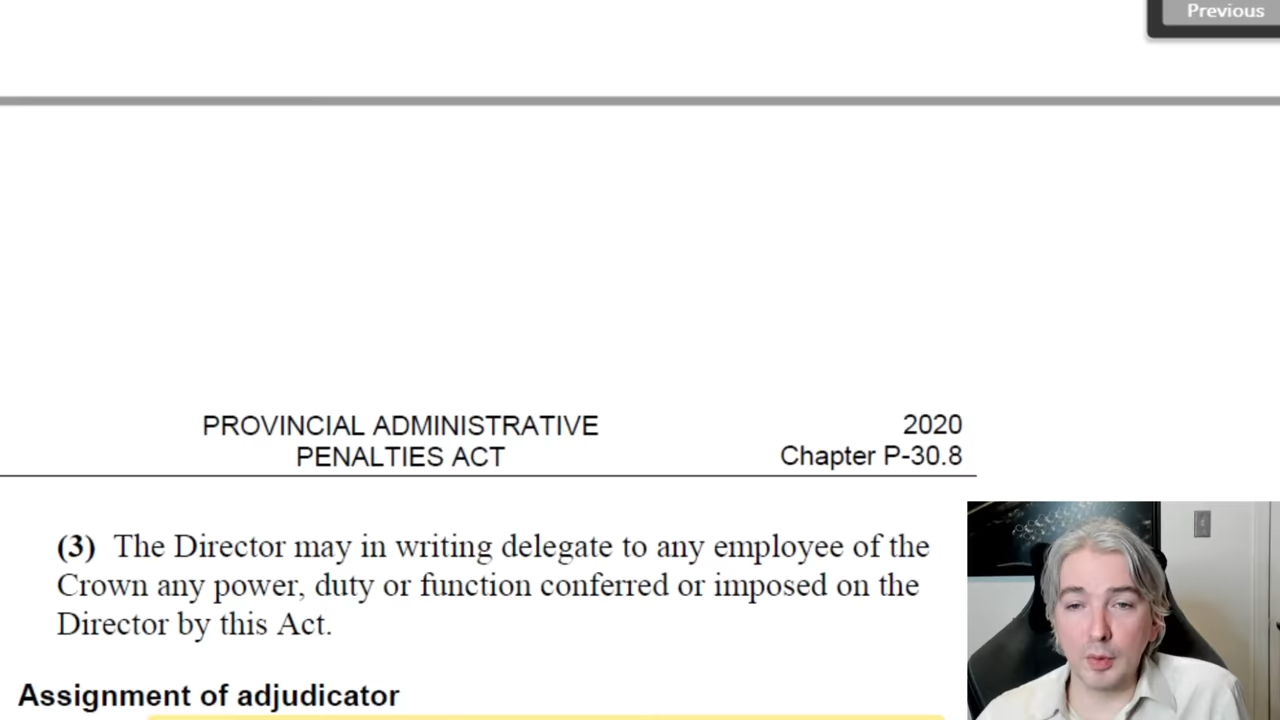 Previous
PROVINCIAL ADMINISTRATIVE
PENALTIES ACT
2020
Chapter P-30.8
(3) The Director may in writing delegate to any employee of the
Crown any power, duty or function conferred or imposed on the
Director by this Act.
Assignment of adjudicator